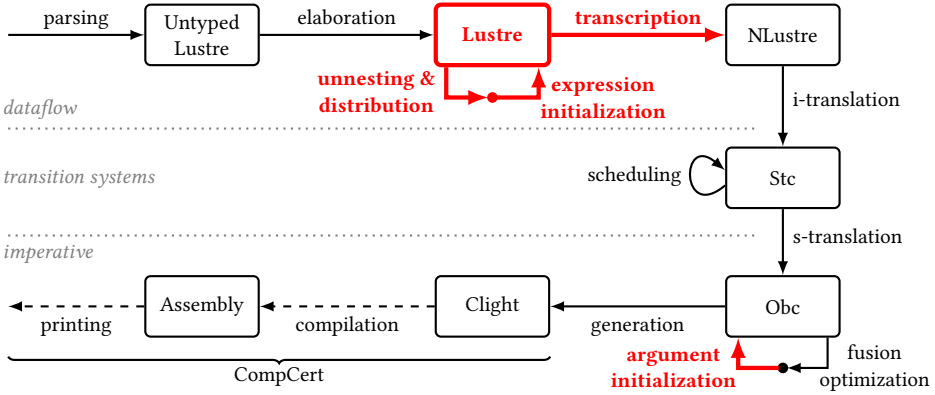 parsing
Untyped
Lustre
elaboration
Lustre
transcription
NLustre
unnesting &
distribution
expression
initialization
dataflow
i-translation
transition systems
scheduling
Stc
imperative
s-translation
Assembly
Clight
Obc
printing
compilation
generation
CompCert
argument
initialization
fusion
optimization